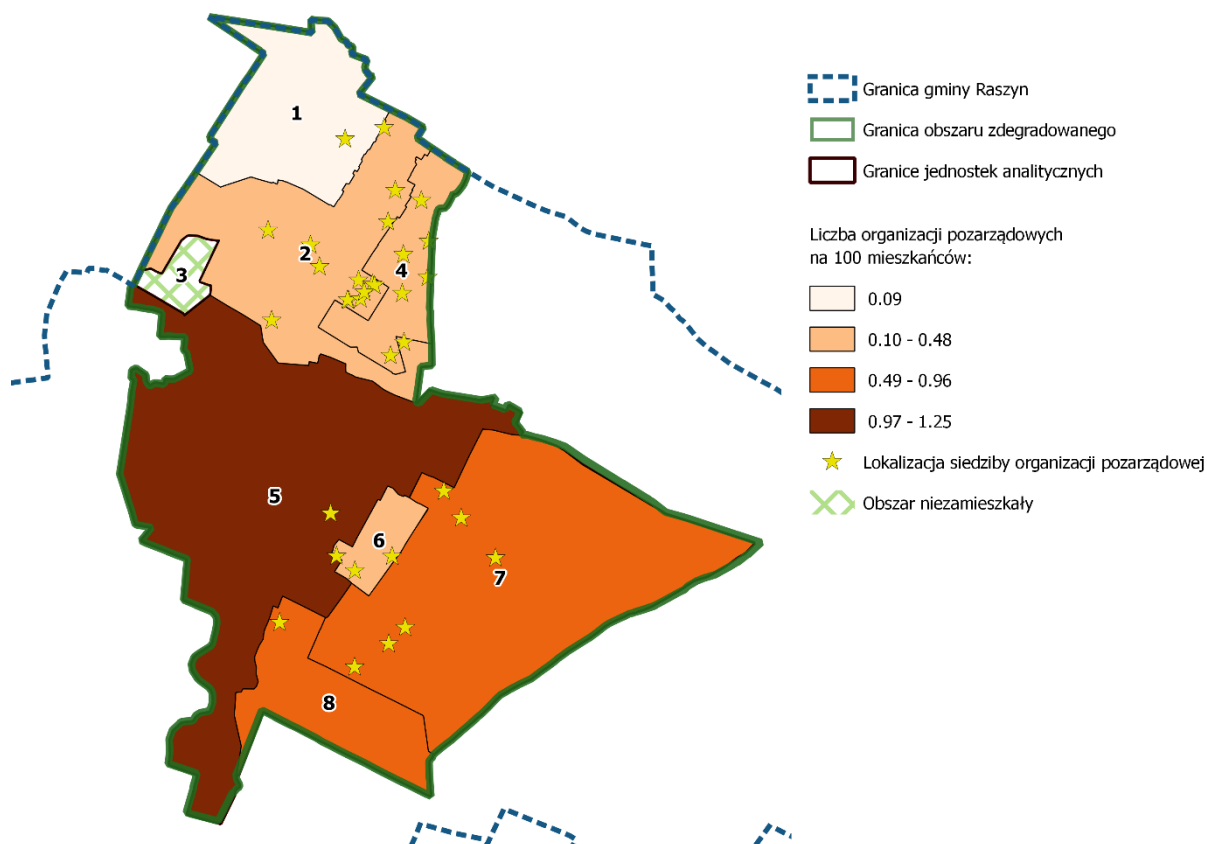 1
2
3
4
5
6
7
8
Granica gminy Raszyn
Granica obszaru zdegradowanego
Granice jednostek analitycznych
Liczba organizacji pozarządowych
na 100 mieszkańców:
0.09
0.10 - 0.48
0.49 - 0.96
0.97 - 1.25
Lokalizacja siedziby organizacji pozarządowej
Obszar niezamieszkały